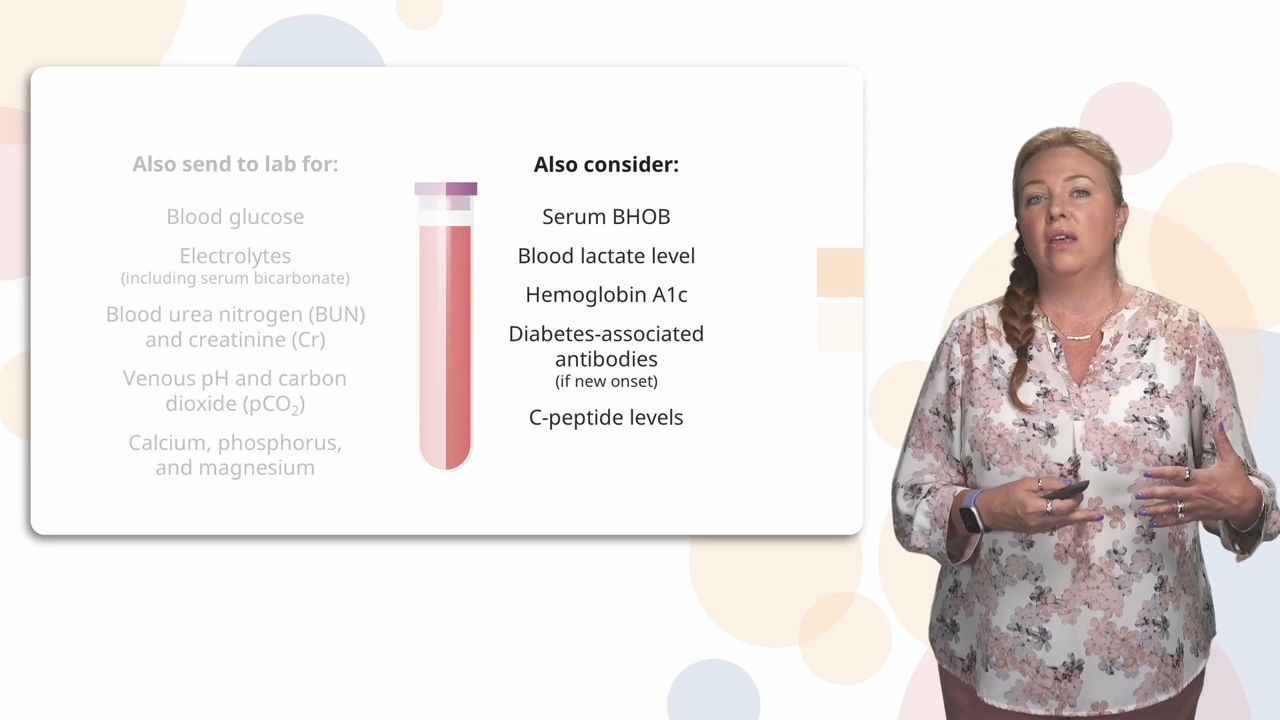 Also send to lab for:
Blood glucose
Electrolytes
(including serum bicarbonate)
Blood urea nitrogen (BUN)
and creatinine (Cr)
Venous pH and carbon
dioxide (pCO₂)
Calcium, phosphorus,
and magnesium
Also consider:
Serum BHOB
Blood lactate level
Hemoglobin A1c
Diabetes-associated
antibodies
(if new onset)
C-peptide levels